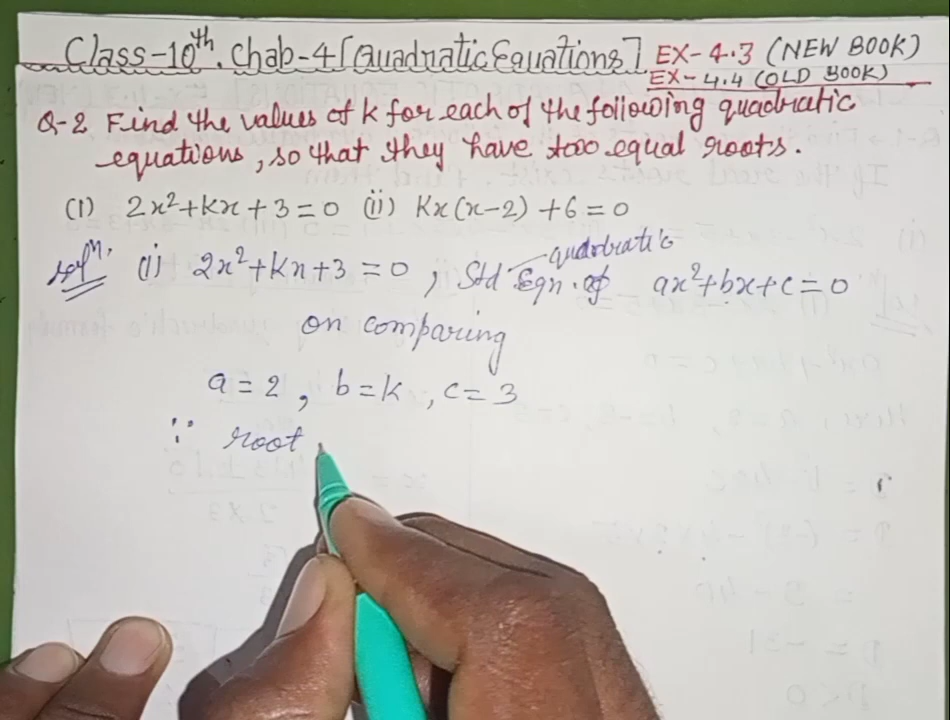 Class-10th. Chap-4 [Quadratic Equations] EX-4.3 (NEW BOOK)
EX-4.4 (OLD BOOK)
Q-2 Find the values of k for each of the following quadratic
equations, so that they have two equal roots.
(1) 2x²+kx+3=0 (ii) Kx(x-2)+6=0
solⁿ. (i) 2x²+kx+3=0, Std Eqn. of quadratic ax²+bx+c=0
on comparing
a=2, b=k, c=3
∵ root